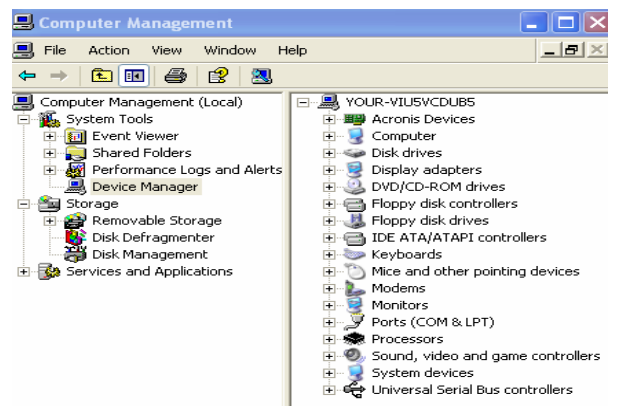 Computer Management
File Action View Window Help
Computer Management (Local)
System Tools
Event Viewer
Shared Folders
Performance Logs and Alerts
Device Manager
Storage
Removable Storage
Disk Defragmenter
Disk Management
Services and Applications
YOUR-VIU5VCDUB5
Acronis Devices
Computer
Disk drives
Display adapters
DVD/CD-ROM drives
Floppy disk controllers
Floppy disk drives
IDE ATA/ATAPI controllers
Keyboards
Mice and other pointing devices
Modems
Monitors
Ports (COM & LPT)
Processors
Sound, video and game controllers
System devices
Universal Serial Bus controllers